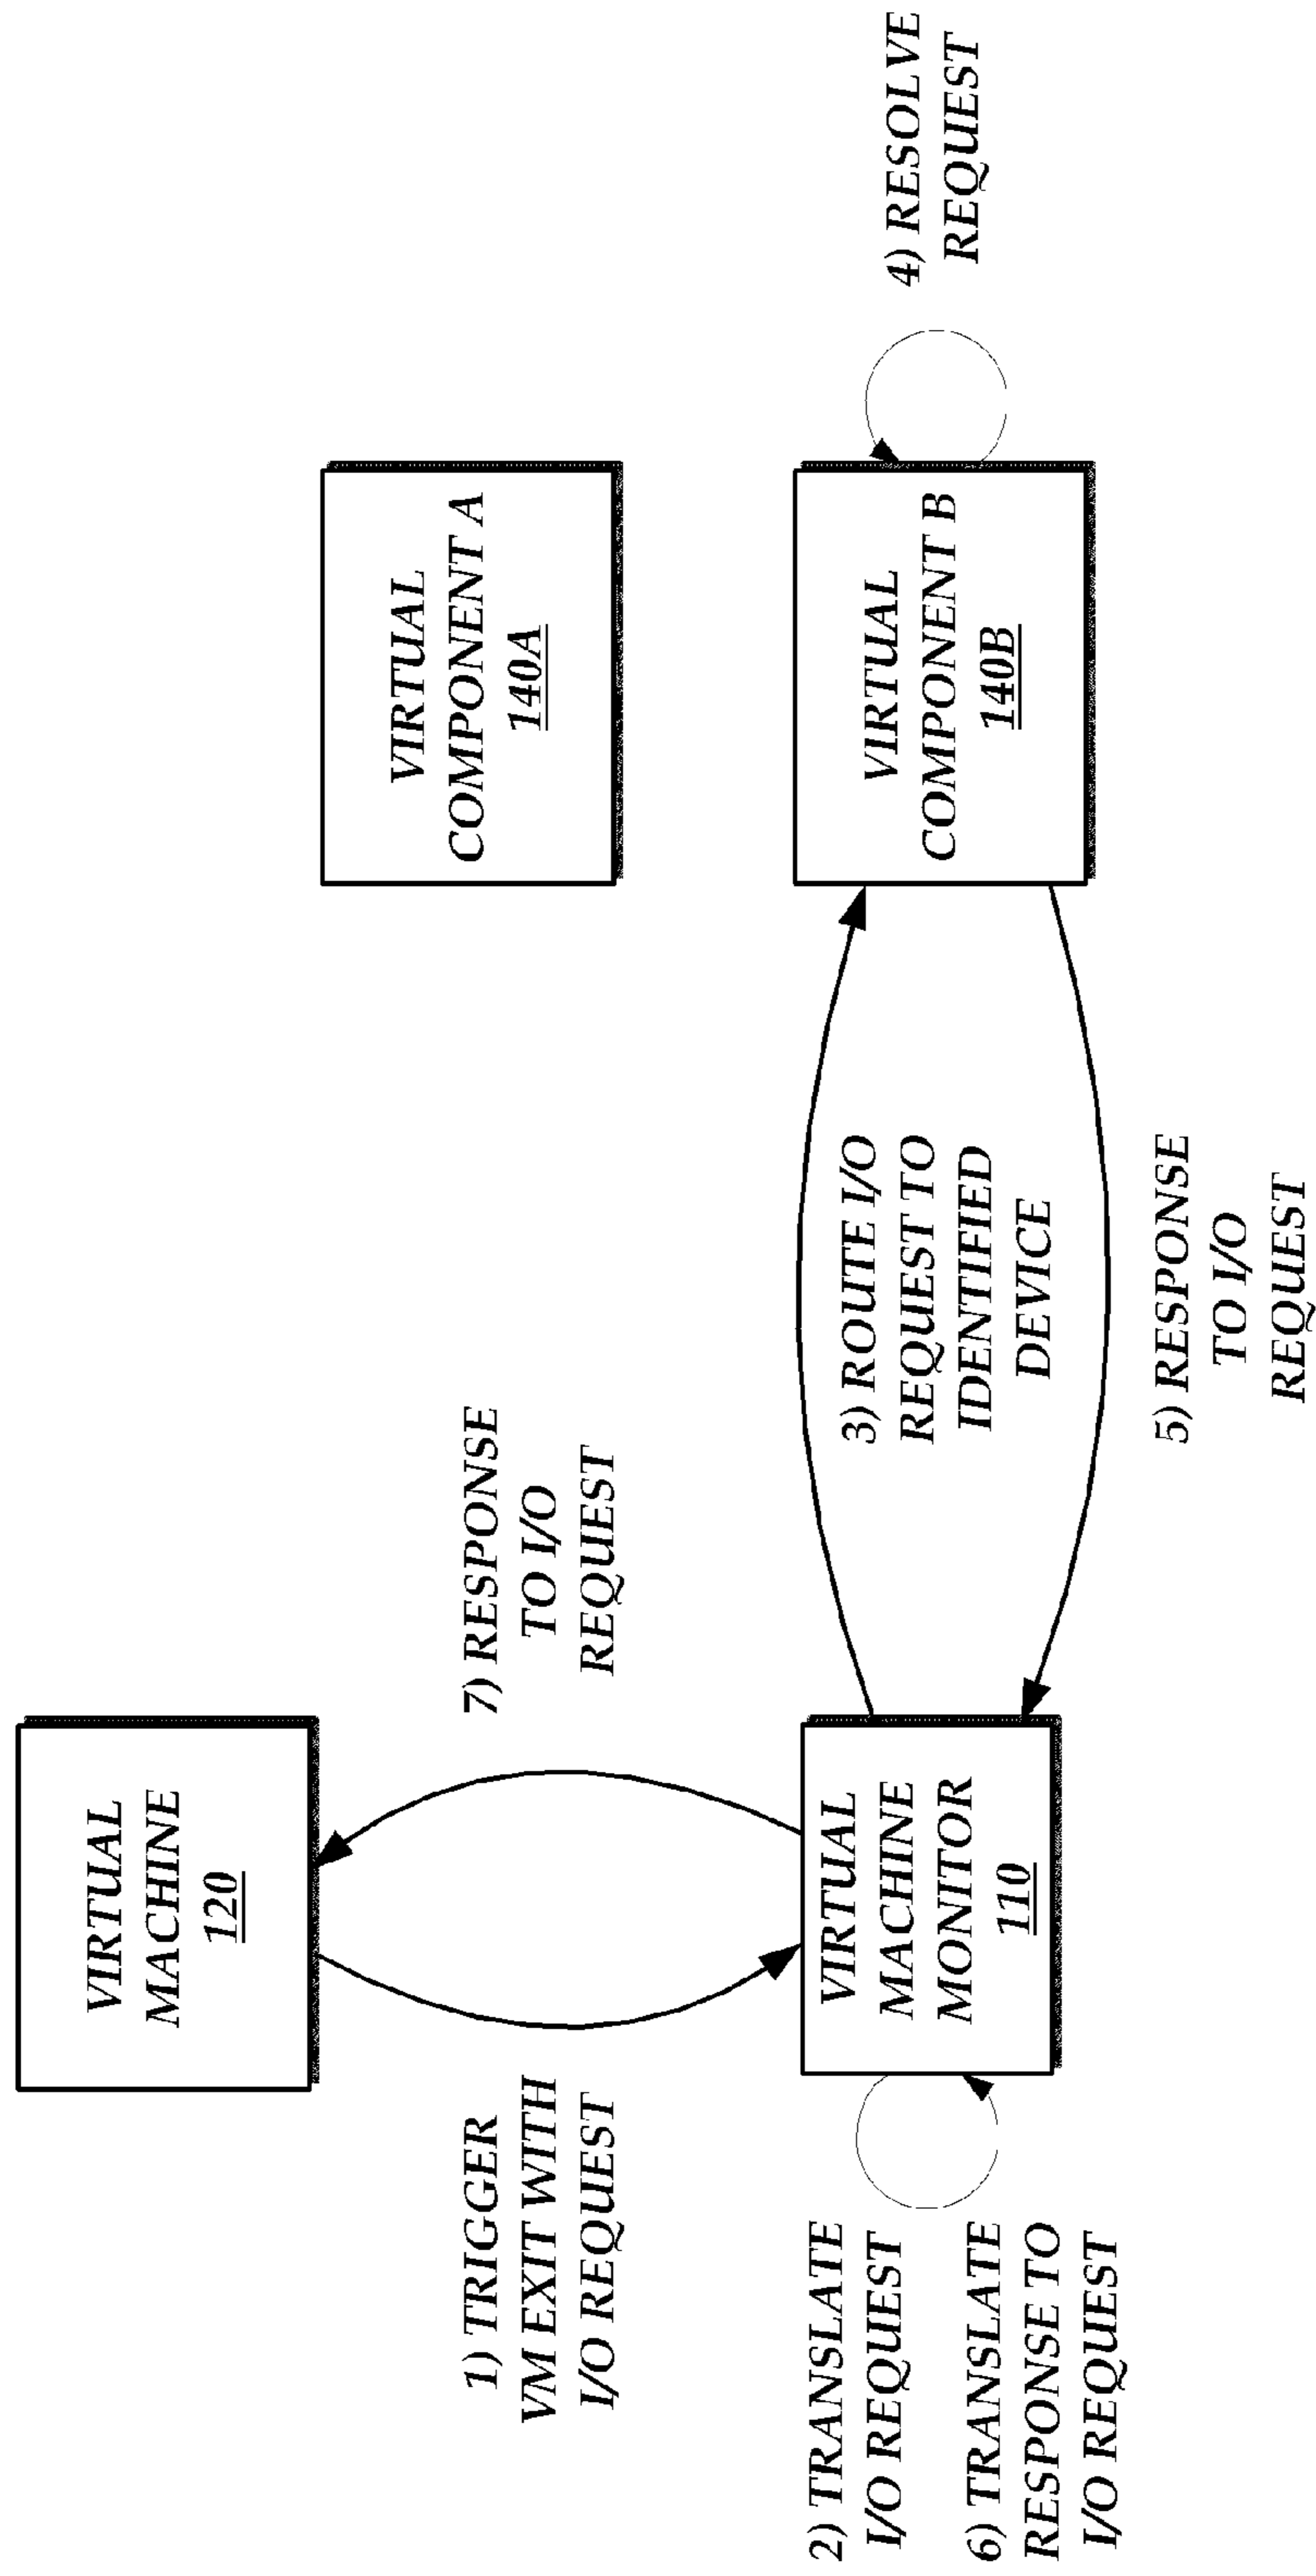 VIRTUAL
MACHINE
120
1) TRIGGER
VM EXIT WITH
I/O REQUEST
7) RESPONSE
TO I/O
REQUEST
VIRTUAL
COMPONENT A
140A
2) TRANSLATE
I/O REQUEST
6) TRANSLATE
RESPONSE TO
I/O REQUEST
VIRTUAL
MACHINE
MONITOR
110
3) ROUTE I/O
REQUEST TO
IDENTIFIED
DEVICE
5) RESPONSE
TO I/O
REQUEST
VIRTUAL
COMPONENT B
140B
4) RESOLVE
REQUEST